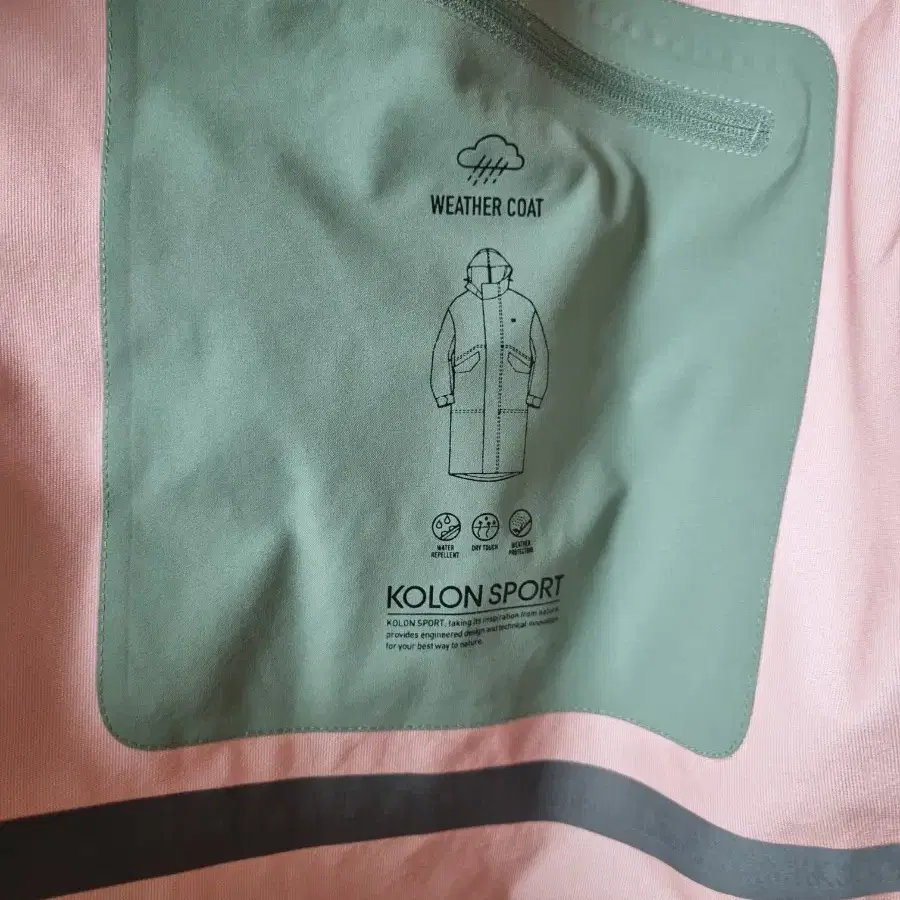 WEATHER COAT
WATER
REPELLENT
DRY TOUCH
WEATHER
PROTECTION
KOLON SPORT
KOLON SPORT, taking its inspiration from nature,
provides engineered design and technical innovation
for your best way to nature.